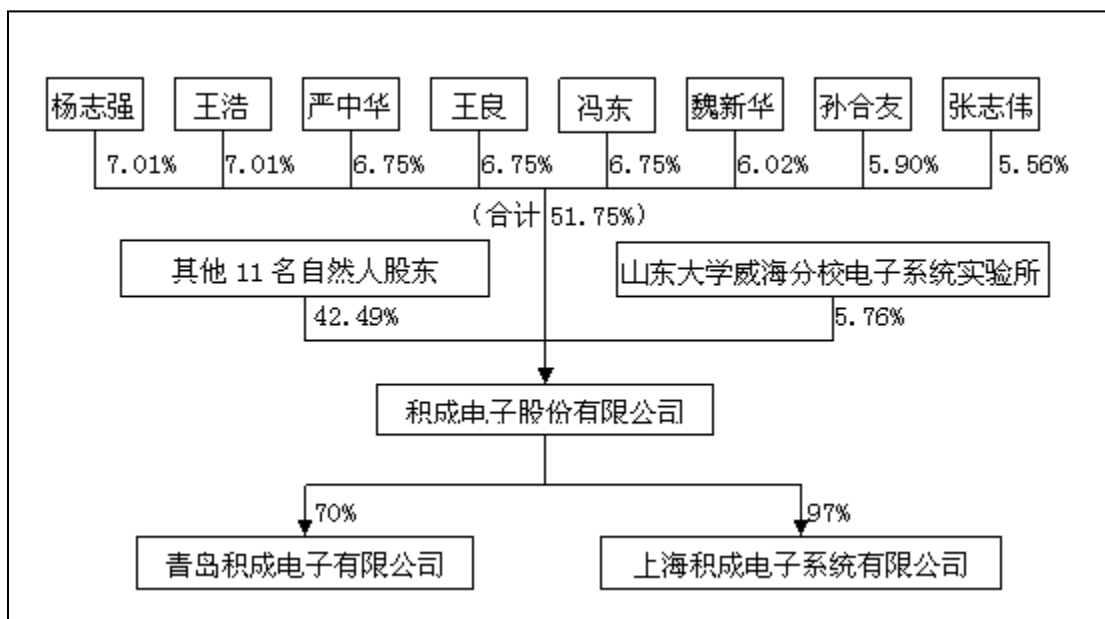 杨志强 王浩 严中华 王良 冯东 魏新华 孙合友 张志伟
7.01% 7.01% 6.75% 6.75% 6.75% 6.02% 5.90% 5.56%
（合计 51.75%）
其他 11 名自然人股东 山东大学威海分校电子系统实验所
42.49% 5.76%
积成电子股份有限公司
70% 97%
青岛积成电子有限公司 上海积成电子系统有限公司